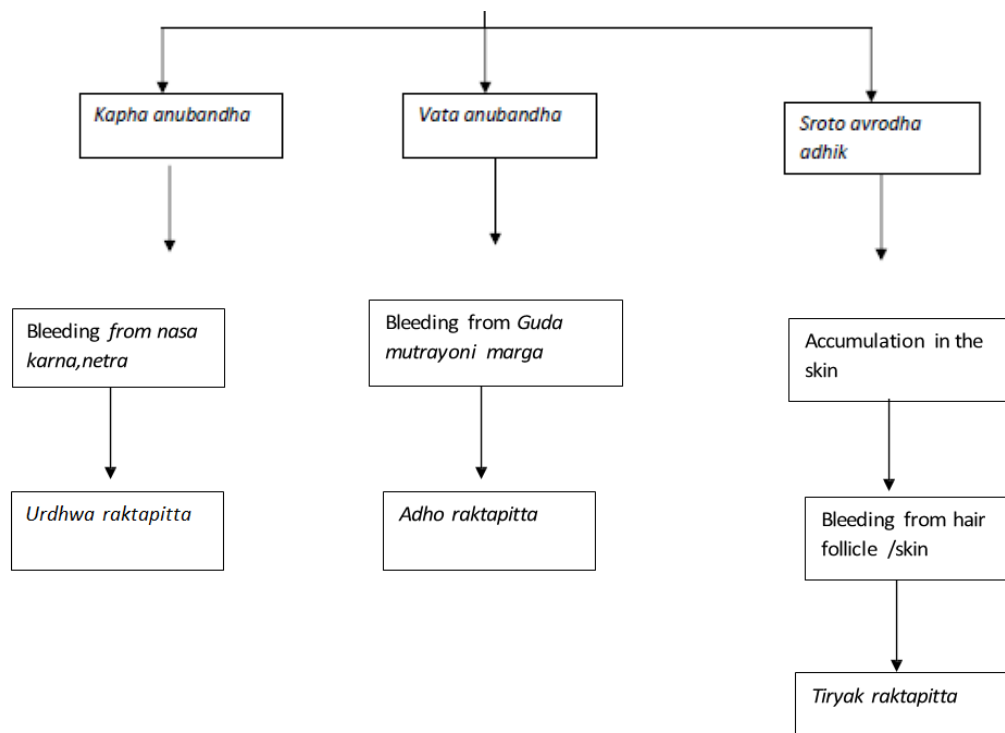 Kapha anubandha
Vata anubandha
Sroto avrodha
adhik
Bleeding from nasa
karna,netra
Bleeding from Guda
mutrayoni marga
Accumulation in the
skin
Urdhwa raktapitta
Adho raktapitta
Bleeding from hair
follicle /skin
Tiryak raktapitta